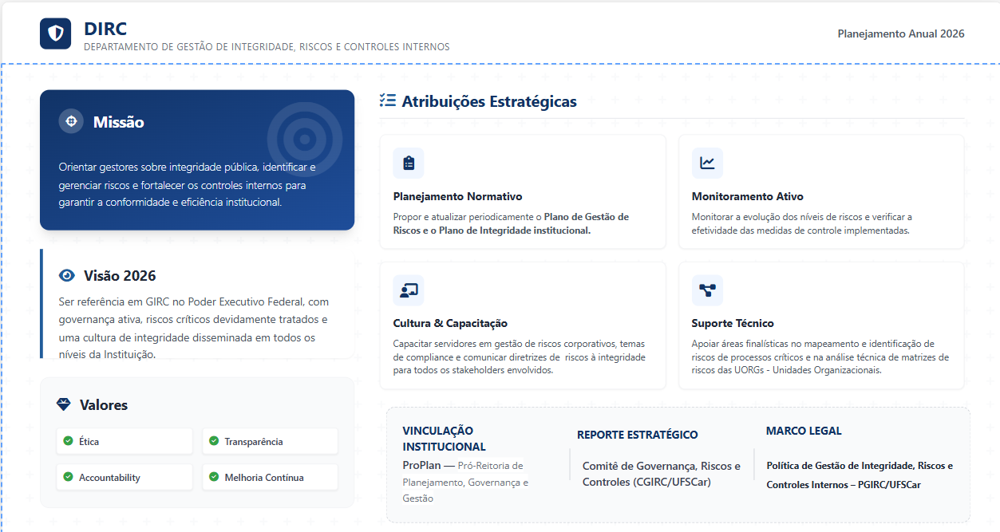 DIRC
DEPARTAMENTO DE GESTÃO DE INTEGRIDADE, RISCOS E CONTROLES INTERNOS
Planejamento Anual 2026
Missão
Orientar gestores sobre integridade pública, identificar e
gerenciar riscos e fortalecer os controles internos para
garantir a conformidade e eficiência institucional.
Visão 2026
Ser referência em GIRC no Poder Executivo Federal, com
governança ativa, riscos críticos devidamente tratados e
uma cultura de integridade disseminada em todos os
níveis da Instituição.
Valores
Ética
Transparência
Accountability
Melhoria Contínua
Atribuições Estratégicas
Planejamento Normativo
Propor e atualizar periodicamente o Plano de Gestão de
Riscos e o Plano de Integridade institucional.
Monitoramento Ativo
Monitorar a evolução dos níveis de riscos e verificar a
efetividade das medidas de controle implementadas.
Cultura & Capacitação
Capacitar servidores em gestão de riscos corporativos, temas
de compliance e comunicar diretrizes de  riscos à integridade
para todos os stakeholders envolvidos.
Suporte Técnico
Apoiar áreas finalísticas no mapeamento e identificação de
riscos de processos críticos e na análise técnica de matrizes de
riscos das UORGs - Unidades Organizacionais.
VINCULAÇÃO
INSTITUCIONAL
ProPlan — Pró-Reitoria de
Planejamento, Governança e
Gestão
REPORTE ESTRATÉGICO
Comitê de Governança, Riscos e
Controles (CGIRC/UFSCar)
MARCO LEGAL
Política de Gestão de Integridade, Riscos e
Controles Internos – PGIRC/UFSCar